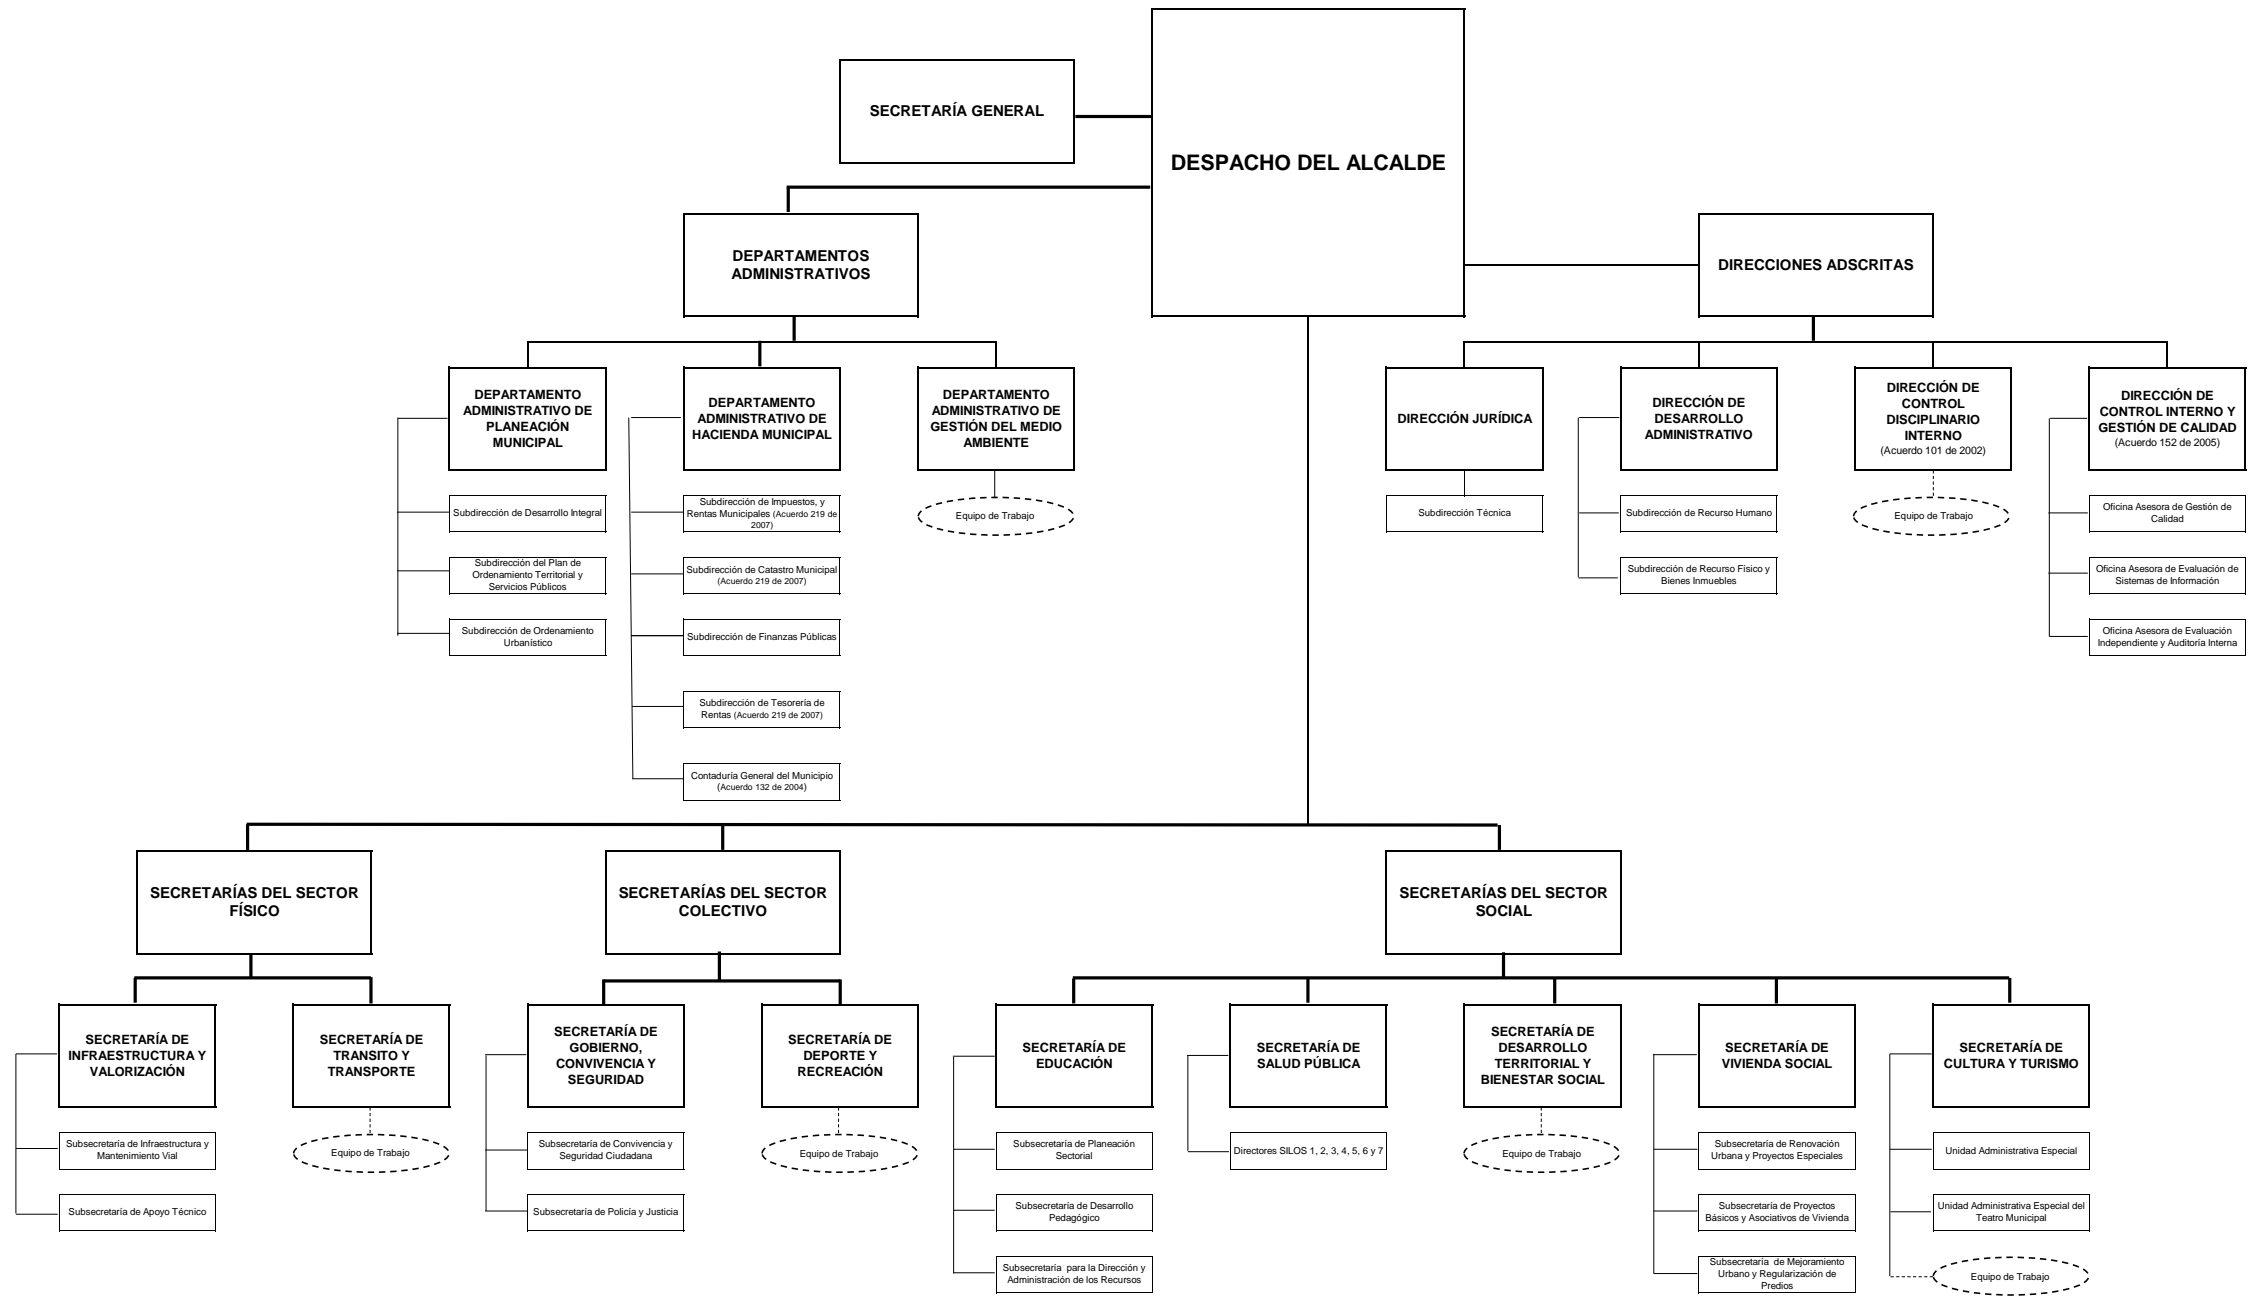 SECRETARÍA GENERAL
DESPACHO DEL ALCALDE
DEPARTAMENTOS
ADMINISTRATIVOS
DIRECCIONES ADSCRITAS
DEPARTAMENTO
ADMINISTRATIVO DE
PLANEACIÓN
MUNICIPAL
DEPARTAMENTO
ADMINISTRATIVO DE
HACIENDA MUNICIPAL
DEPARTAMENTO
ADMINISTRATIVO DE
GESTIÓN DEL MEDIO
AMBIENTE
DIRECCIÓN JURÍDICA
DIRECCIÓN DE
DESARROLLO
ADMINISTRATIVO
DIRECCIÓN DE
CONTROL
DISCIPLINARIO
INTERNO
(Acuerdo 101 de 2002)
DIRECCIÓN DE
CONTROL INTERNO Y
GESTIÓN DE CALIDAD
(Acuerdo 152 de 2005)
Subdirección de Desarrollo Integral
Subdirección del Plan de
Ordenamiento Territorial y
Servicios Públicos
Subdirección de Ordenamiento
Urbanístico
Subdirección de Impuestos, y
Rentas Municipales (Acuerdo 219 de
2007)
Subdirección de Catastro Municipal
(Acuerdo 219 de 2007)
Subdirección de Finanzas Públicas
Subdirección de Tesorería de
Rentas (Acuerdo 219 de 2007)
Contaduría General del Municipio
(Acuerdo 132 de 2004)
Equipo de Trabajo
Subdirección Técnica
Subdirección de Recurso Humano
Subdirección de Recurso Físico y
Bienes Inmuebles
Equipo de Trabajo
Oficina Asesora de Gestión de
Calidad
Oficina Asesora de Evaluación de
Sistemas de Información
Oficina Asesora de Evaluación
Independiente y Auditoría Interna
SECRETARÍAS DEL SECTOR
FÍSICO
SECRETARÍAS DEL SECTOR
COLECTIVO
SECRETARÍAS DEL SECTOR
SOCIAL
SECRETARÍA DE
INFRAESTRUCTURA Y
VALORIZACIÓN
SECRETARÍA DE
TRANSITO Y
TRANSPORTE
SECRETARÍA DE
GOBIERNO,
CONVIVENCIA Y
SEGURIDAD
SECRETARÍA DE
DEPORTE Y
RECREACIÓN
SECRETARÍA DE
EDUCACIÓN
SECRETARÍA DE
SALUD PÚBLICA
SECRETARÍA DE
DESARROLLO
TERRITORIAL Y
BIENESTAR SOCIAL
SECRETARÍA DE
VIVIENDA SOCIAL
SECRETARÍA DE
CULTURA Y TURISMO
Subsecretaría de Infraestructura y
Mantenimiento Vial
Subsecretaría de Apoyo Técnico
Equipo de Trabajo
Subsecretaría de Convivencia y
Seguridad Ciudadana
Subsecretaría de Policía y Justicia
Equipo de Trabajo
Subsecretaría de Planeación
Sectorial
Subsecretaría de Desarrollo
Pedagógico
Subsecretaría para la Dirección y
Administración de los Recursos
Directores SILOS 1, 2, 3, 4, 5, 6 y 7
Equipo de Trabajo
Subsecretaría de Renovación
Urbana y Proyectos Especiales
Subsecretaría de Proyectos
Básicos y Asociativos de Vivienda
Subsecretaría de Mejoramiento
Urbano y Regularización de
Predios
Unidad Administrativa Especial
Unidad Administrativa Especial del
Teatro Municipal
Equipo de Trabajo